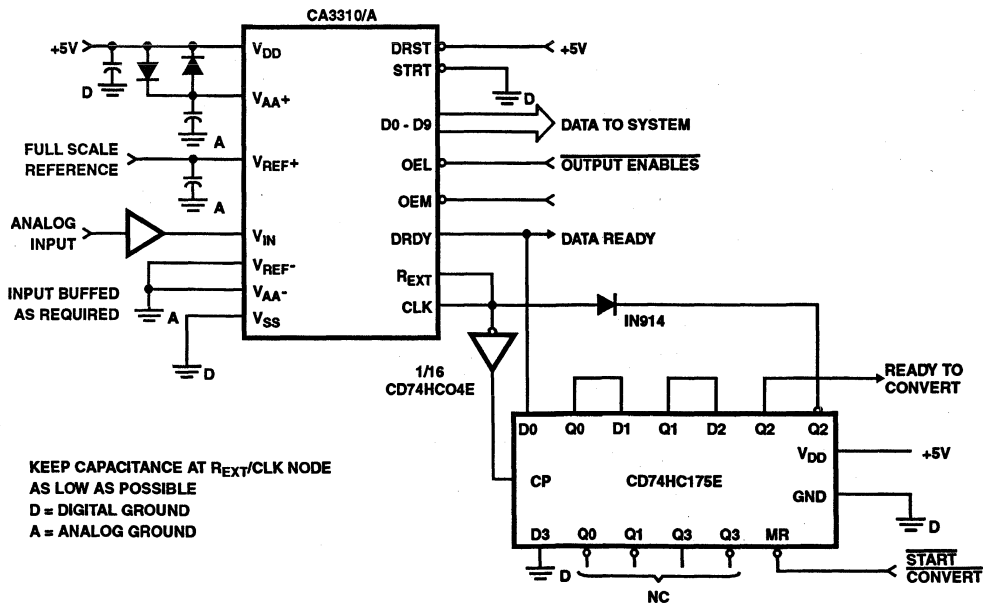 CA3310/A
+5V
D
VDD
VAA+
A
FULL SCALE
REFERENCE
VREF+
A
ANALOG
INPUT
VIN
VREF-
INPUT BUFFED
AS REQUIRED
A
VAA-
VSS
D
DRST
+5V
STRT
D
D0 - D9
DATA TO SYSTEM
OEL
OUTPUT ENABLES
OEM
DRDY
DATA READY
REXT
CLK
IN914
1/16
CD74HCO4E
READY TO
CONVERT
D0 Q0 D1 Q1 D2 Q2 Q2
VDD
+5V
CP
CD74HC175E
GND
D
D3 Q0 Q1 Q3 Q3 MR
D
NC
START
CONVERT
KEEP CAPACITANCE AT REXT/CLK NODE
AS LOW AS POSSIBLE
D = DIGITAL GROUND
A = ANALOG GROUND